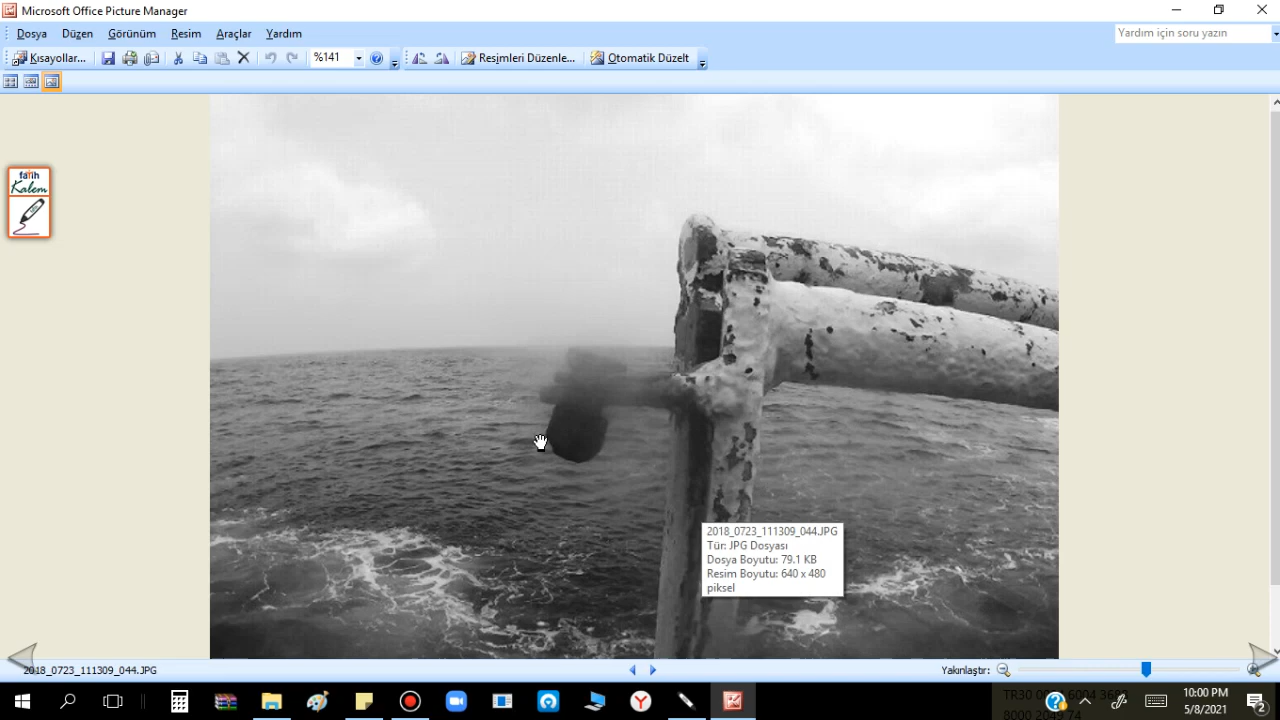 Microsoft Office Picture Manager
Dosya Düzen Görünüm Resim Araçlar Yardım
Yardım için soru yazın
Kısayollar... %141 Resimleri Düzenle... Otomatik Düzelt
fatih
Kalem
2018_0723_111309_044.JPG
Tür: JPG Dosyası
Dosya Boyutu: 79.1 KB
Resim Boyutu: 640 x 480
piksel
2018_0723_111309_044.JPG
Yakınlaştır:
TR30
10:00 PM
5/8/2021
2